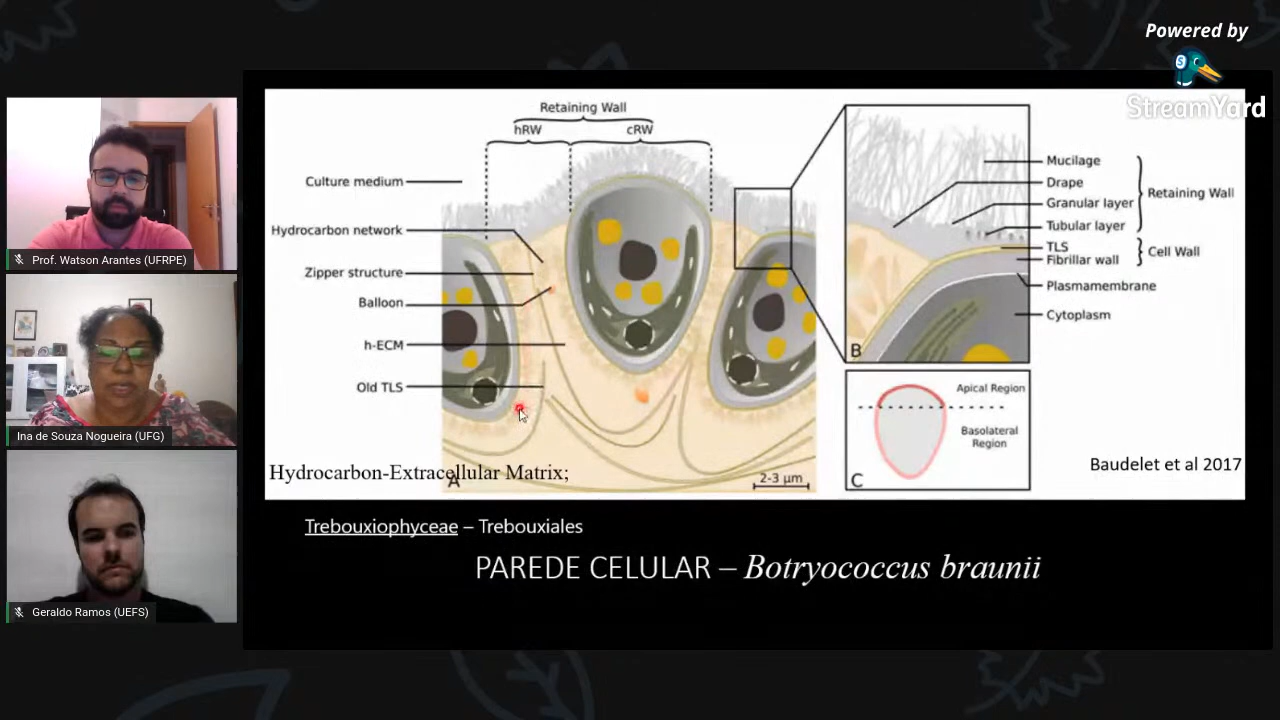 Powered by
StreamYard
Prof. Watson Arantes (UFRPE)
Ina de Souza Nogueira (UFG)
Geraldo Ramos (UEFS)
Retaining Wall
hRW
cRW
Culture medium
Hydrocarbon network
Zipper structure
Balloon
h-ECM
Old TLS
Hydrocarbon-Extracellular Matrix;
A
2-3 µm
Mucilage
Drape
Granular layer
Tubular layer
Retaining Wall
TLS
Fibrillar wall
Cell Wall
Plasmamembrane
Cytoplasm
B
Apical Region
Basolateral
Region
C
Baudelet et al 2017
Trebouxiophyceae – Trebouxiales
PAREDE CELULAR – Botryococcus braunii